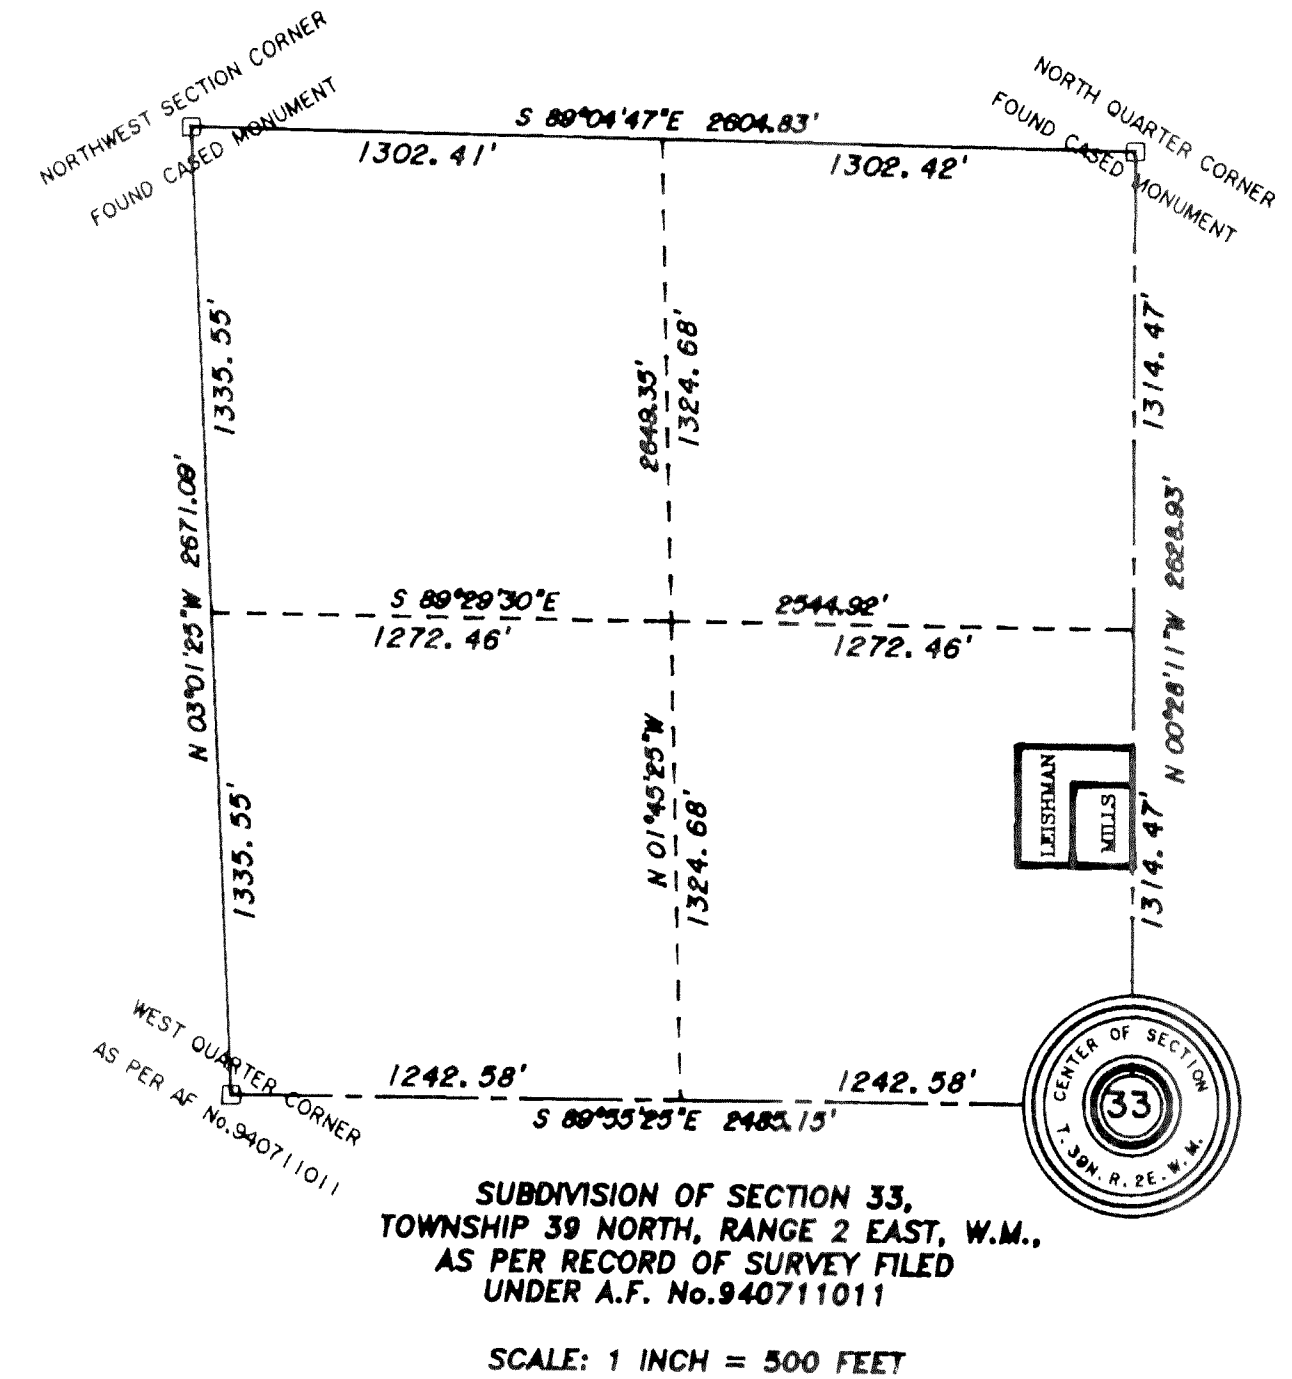 NORTHWEST SECTION CORNER
FOUND CASED MONUMENT
NORTH QUARTER CORNER
FOUND CASED MONUMENT
S 89°04'47"E 2604.83'
1302.41'
1302.42'
1335.55'
N 03°01'25"W 2671.09'
1335.55'
2649.35'
1324.68'
N 01°45'25"W
1324.68'
1314.47'
N 00°28'11"W 2628.93'
1314.47'
S 89°29'30"E
2544.92'
1272.46'
1272.46'
LEISHMAN
MILLS
WEST QUARTER CORNER
AS PER AF No.940711011
1242.58'
1242.58'
S 89°55'25"E 2485.15'
CENTER OF SECTION
33
T. 39N. R. 2E. W.M.
SUBDIVISION OF SECTION 33,
TOWNSHIP 39 NORTH, RANGE 2 EAST, W.M.,
AS PER RECORD OF SURVEY FILED
UNDER A.F. No.940711011
SCALE: 1 INCH = 500 FEET